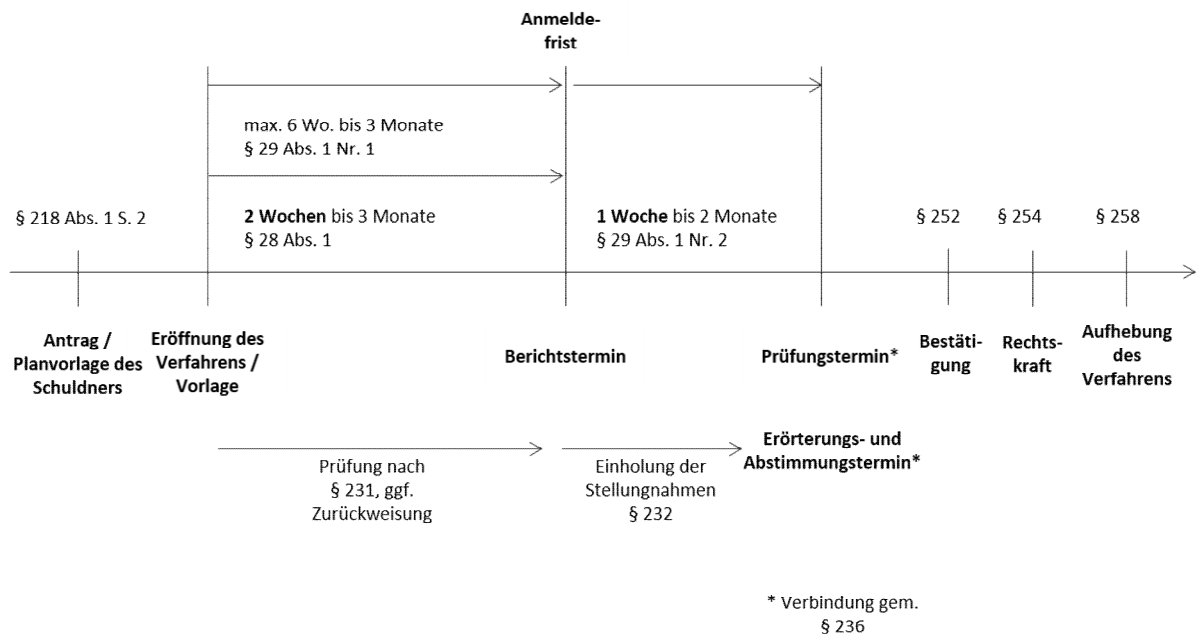 Anmelde-
frist
max. 6 Wo. bis 3 Monate
§ 29 Abs. 1 Nr. 1
§ 218 Abs. 1 S. 2
2 Wochen bis 3 Monate
§ 28 Abs. 1
1 Woche bis 2 Monate
§ 29 Abs. 1 Nr. 2
§ 252
§ 254
§ 258
Antrag /
Planvorlage des
Schuldners
Eröffnung des
Verfahrens /
Vorlage
Berichtstermin
Prüfungstermin*
Bestäti-
gung
Rechts-
kraft
Aufhebung
des
Verfahrens
Prüfung nach
§ 231, ggf.
Zurückweisung
Einholung der
Stellungnahmen
§ 232
Erörterungs- und
Abstimmungstermin*
* Verbindung gem.
§ 236